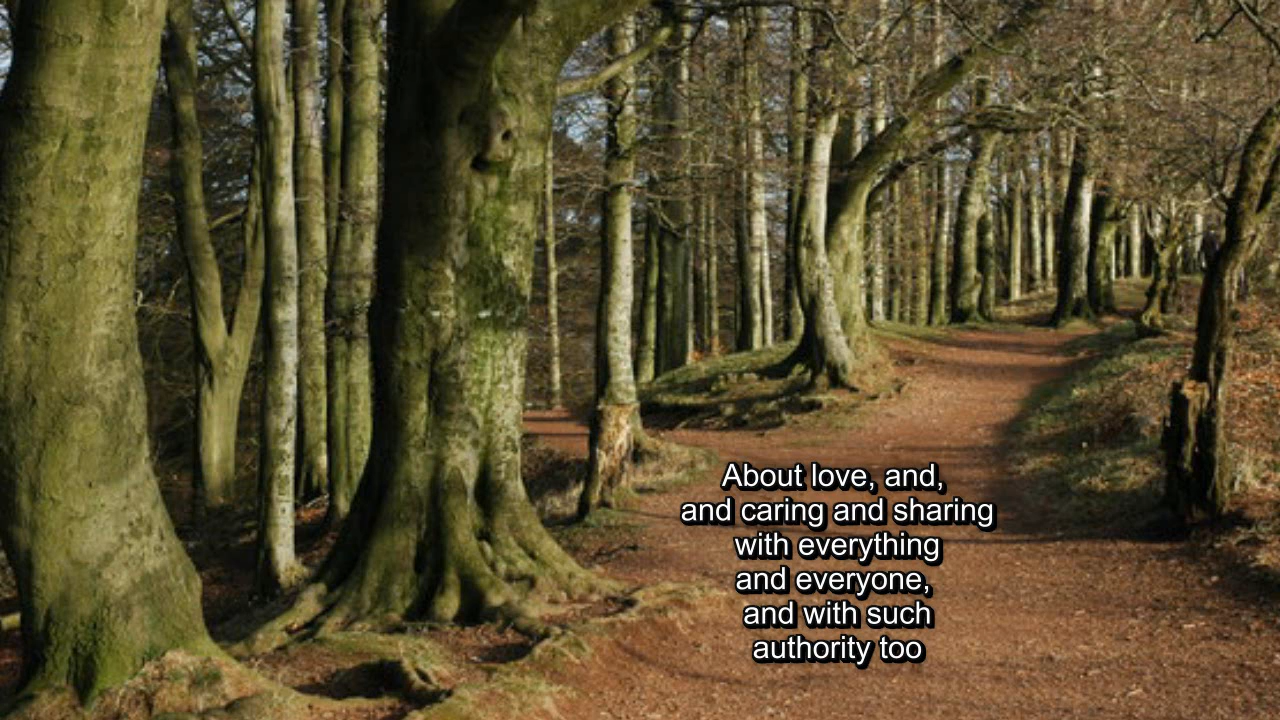 About love, and,
and caring and sharing
with everything
and everyone,
and with such
authority too